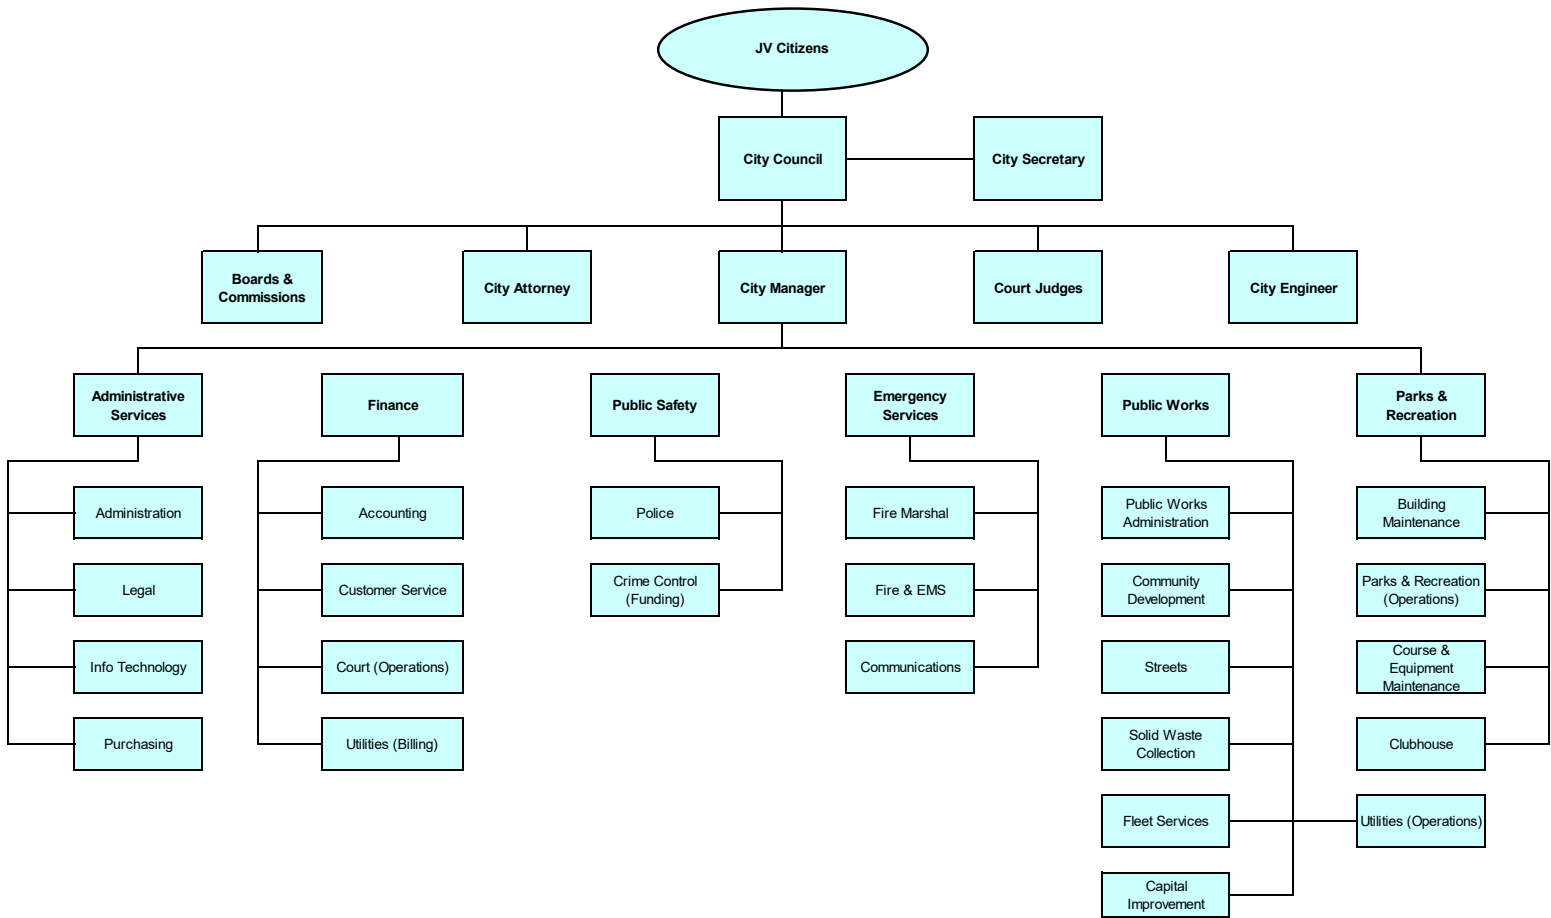 JV Citizens
City Council
City Secretary
Boards &
Commissions
City Attorney
City Manager
Court Judges
City Engineer
Administrative
Services
Finance
Public Safety
Emergency
Services
Public Works
Parks &
Recreation
Administration
Accounting
Police
Fire Marshal
Public Works
Administration
Building
Maintenance
Legal
Customer Service
Crime Control
(Funding)
Fire & EMS
Community
Development
Parks & Recreation
(Operations)
Info Technology
Court (Operations)
Communications
Streets
Course &
Equipment
Maintenance
Purchasing
Utilities (Billing)
Solid Waste
Collection
Clubhouse
Fleet Services
Utilities (Operations)
Capital
Improvement